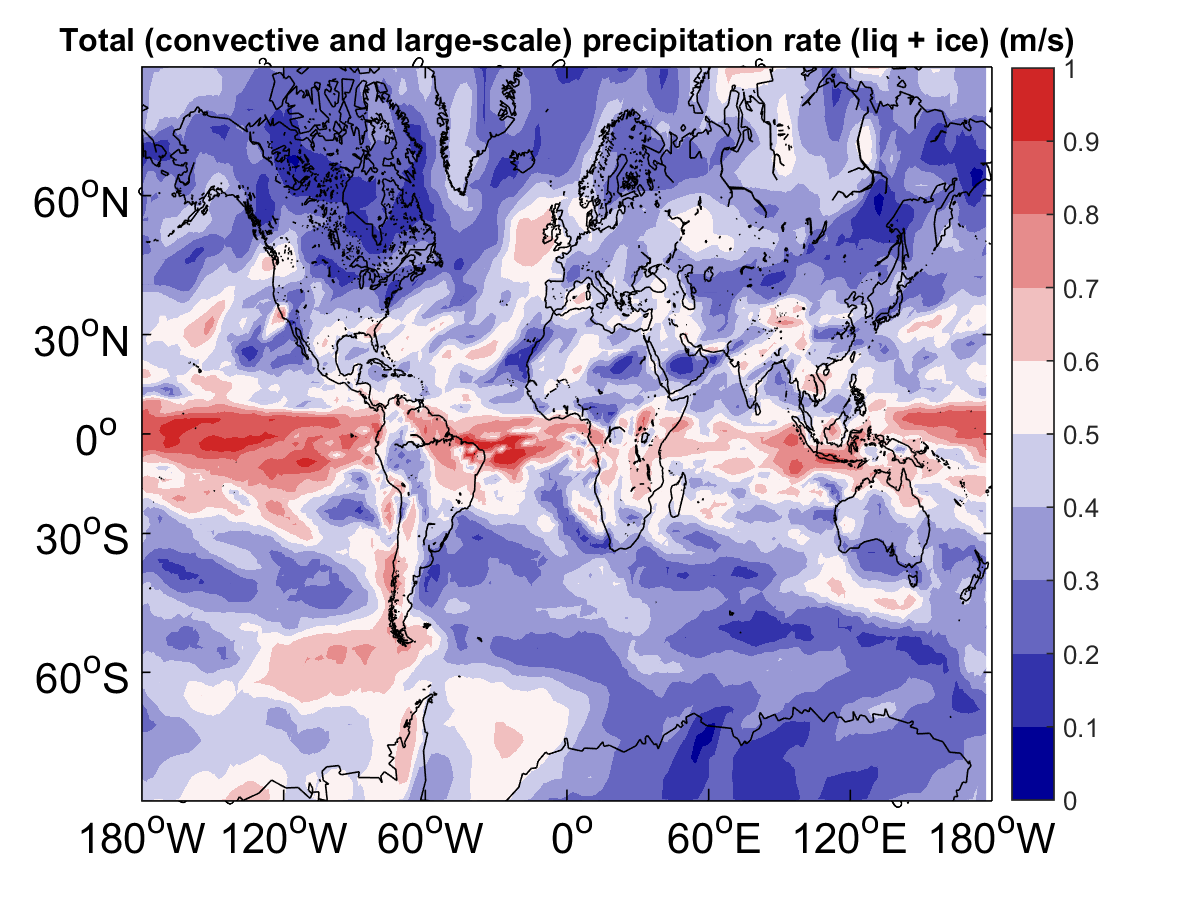 Total (convective and large-scale) precipitation rate (liq + ice) (m/s)
60°N
30°N
0°
30°S
60°S
180°W 120°W 60°W 0° 60°E 120°E 180°W
1
0.9
0.8
0.7
0.6
0.5
0.4
0.3
0.2
0.1
0